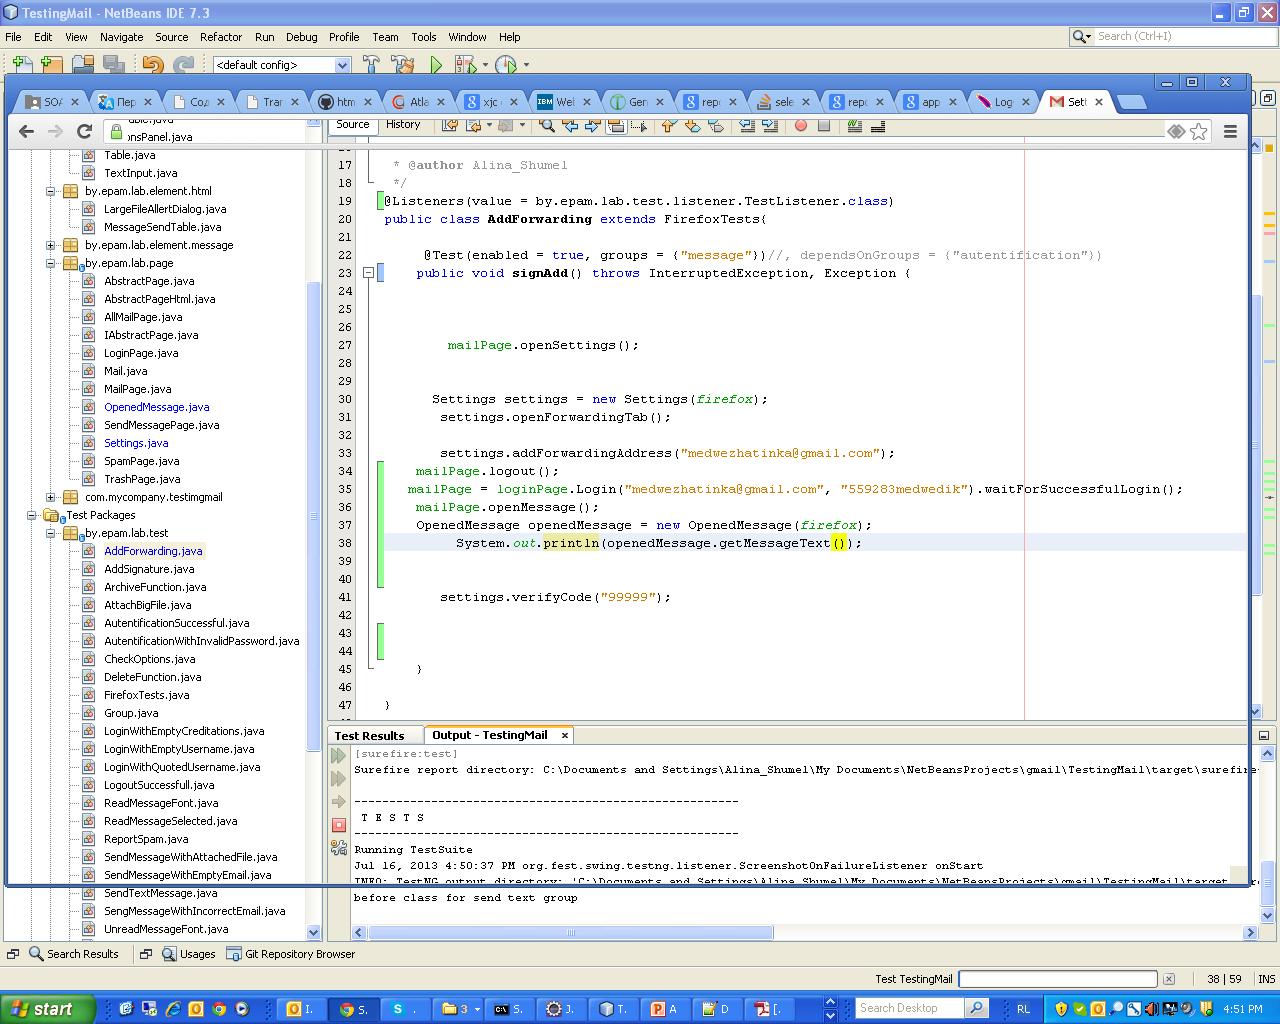 TestingMail - NetBeans IDE 7.3
File Edit View Navigate Source Refactor Run Debug Profile Team Tools Window Help
Search (Ctrl+I)
<default config>
SOA Пер Сод Tra htm Atla xjc Wel Gen repo sele repo app Log Sett
Source History
onsPanel.java
Table.java
TextInput.java
by.epam.lab.element.html
LargeFileAllertDialog.java
MessageSendTable.java
by.epam.lab.element.message
by.epam.lab.page
AbstractPage.java
AbstractPageHtml.java
AllMailPage.java
IAbstractPage.java
LoginPage.java
Mail.java
MailPage.java
OpenedMessage.java
SendMessagePage.java
Settings.java
SpamPage.java
TrashPage.java
com.mycompany.testingmail
Test Packages
by.epam.lab.test
AddForwarding.java
AddSignature.java
ArchiveFunction.java
AttachBigFile.java
AutentificationSuccessful.java
AutentificationWithInvalidPassword.java
CheckOptions.java
DeleteFunction.java
FirefoxTests.java
Group.java
LoginWithEmptyCreditations.java
LoginWithEmptyUsername.java
LoginWithQuotedUsername.java
LogoutSuccessfull.java
ReadMessageFont.java
ReadMessageSelected.java
ReportSpam.java
SendMessageWithAttachedFile.java
SendMessageWithEmptyEmail.java
SendTextMessage.java
SengMessageWithIncorrectEmail.java
UnreadMessageFont.java
17 * @author Alina_Shumel
18 */
19 @Listeners(value = by.epam.lab.test.listener.TestListener.class)
20 public class AddForwarding extends FirefoxTests{
21
22 @Test(enabled = true, groups = {"message"})//, dependsOnGroups = {"autentification"})
23 public void signAdd() throws InterruptedException, Exception {
24
25
26
27 mailPage.openSettings();
28
29
30 Settings settings = new Settings(firefox);
31 settings.openForwardingTab();
32
33 settings.addForwardingAddress("medwezhatinka@gmail.com");
34 mailPage.logout();
35 mailPage = loginPage.Login("medwezhatinka@gmail.com", "559283medwedik").waitForSuccessfulLogin();
36 mailPage.openMessage();
37 OpenedMessage openedMessage = new OpenedMessage(firefox);
38 System.out.println(openedMessage.getMessageText());
39
40
41 settings.verifyCode("99999");
42
43
44
45 }
46
47 }
Test Results Output - TestingMail
[surefire:test]
Surefire report directory: C:\Documents and Settings\Alina_Shumel\My Documents\NetBeansProjects\gmail\TestingMail\target\surefire-
-------------------------------------------------------
T E S T S
-------------------------------------------------------
Running TestSuite
Jul 16, 2013 4:50:37 PM org.fest.swing.testng.listener.ScreenshotOnFailureListener onStart
INFO: TestNG output directory: 'C:\Documents and Settings\Alina_Shumel\My Documents\NetBeansProjects\gmail\TestingMail\target
before class for send text group
Search Results Usages Git Repository Browser
Test TestingMail 38 | 59 INS
start I. S. . 3 S. J. T. A D [. Search Desktop RL 4:51 PM